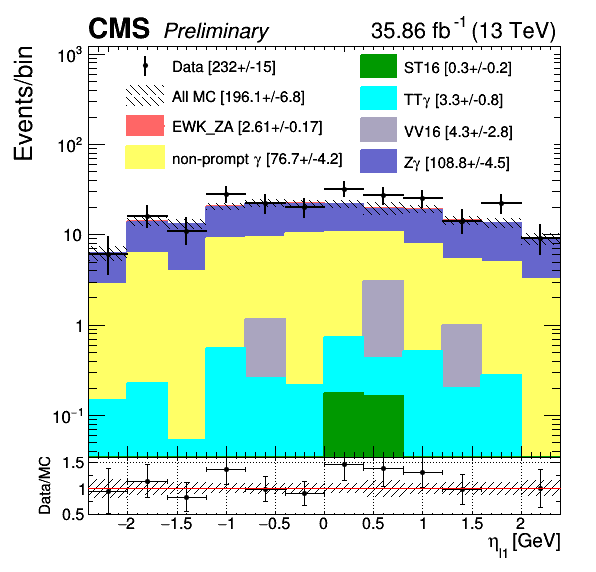 CMS Preliminary 35.86 fb⁻¹ (13 TeV)
Events/bin
10³
10²
10
1
10⁻¹
Data [232+/-15]
All MC [196.1+/-6.8]
EWK_ZA [2.61+/-0.17]
non-prompt γ [76.7+/-4.2]
ST16 [0.3+/-0.2]
TTγ [3.3+/-0.8]
VV16 [4.3+/-2.8]
Zγ [108.8+/-4.5]
Data/MC
1.5
1
0.5
−2 −1.5 −1 −0.5 0 0.5 1 1.5 2
η_l1 [GeV]